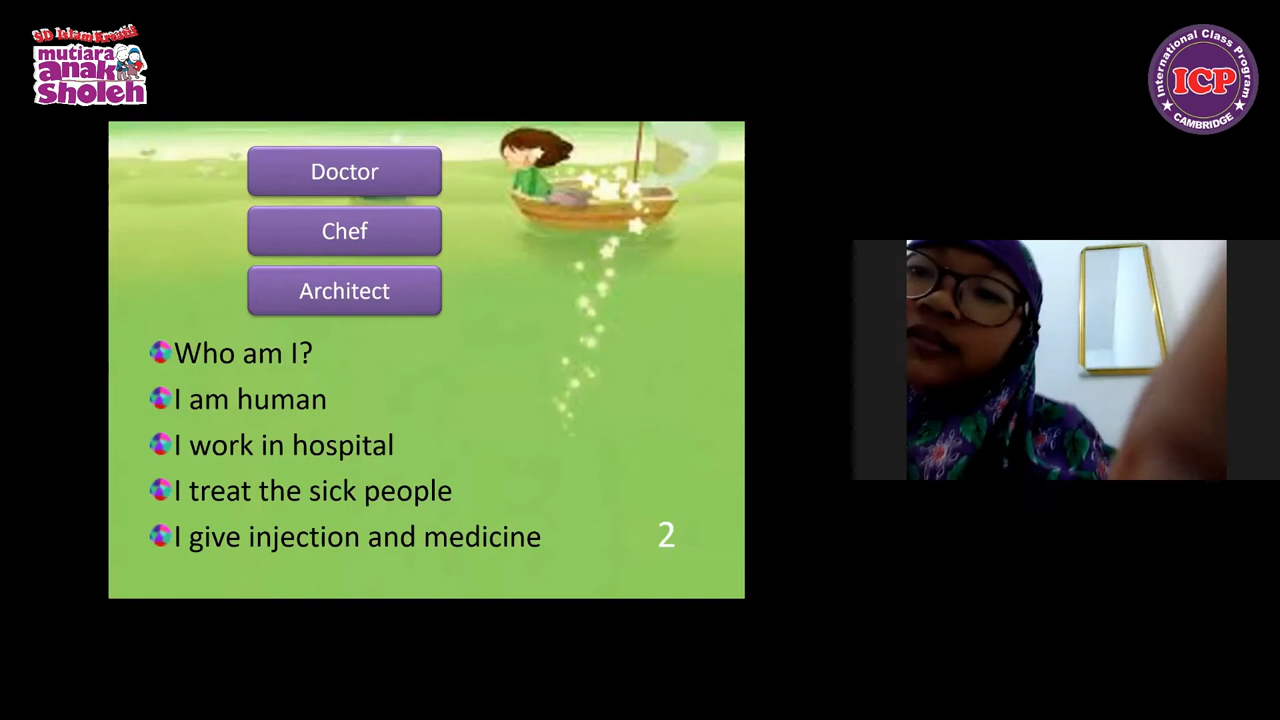 SD Islam Kreatif
mutiara
anak
Sholeh
International Class Program
ICP
CAMBRIDGE
Doctor
Chef
Architect
Who am I?
I am human
I work in hospital
I treat the sick people
I give injection and medicine
2